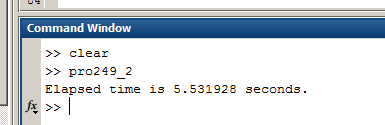 Command Window
>> clear
>> pro249_2
Elapsed time is 5.531928 seconds.
fx >>